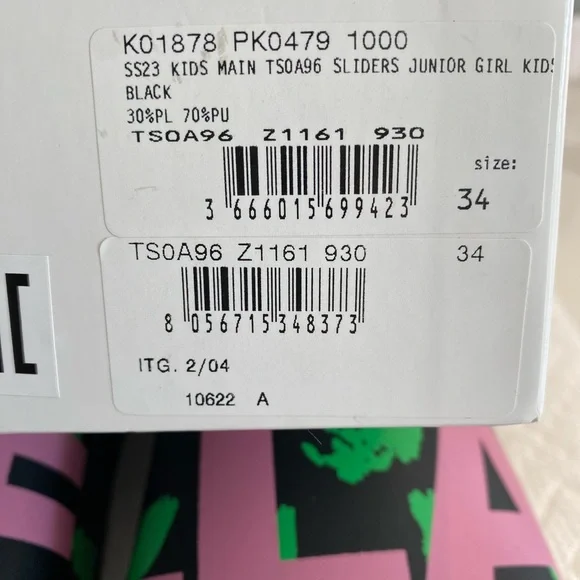 K01878 PK0479 1000
SS23 KIDS MAIN TS0A96 SLIDERS JUNIOR GIRL KIDS
BLACK
30%PL 70%PU
TS0A96 Z1161 930
size:
34
3 666015 699423
TS0A96 Z1161 930 34
8 056715 348373
ITG. 2/04
10622 A